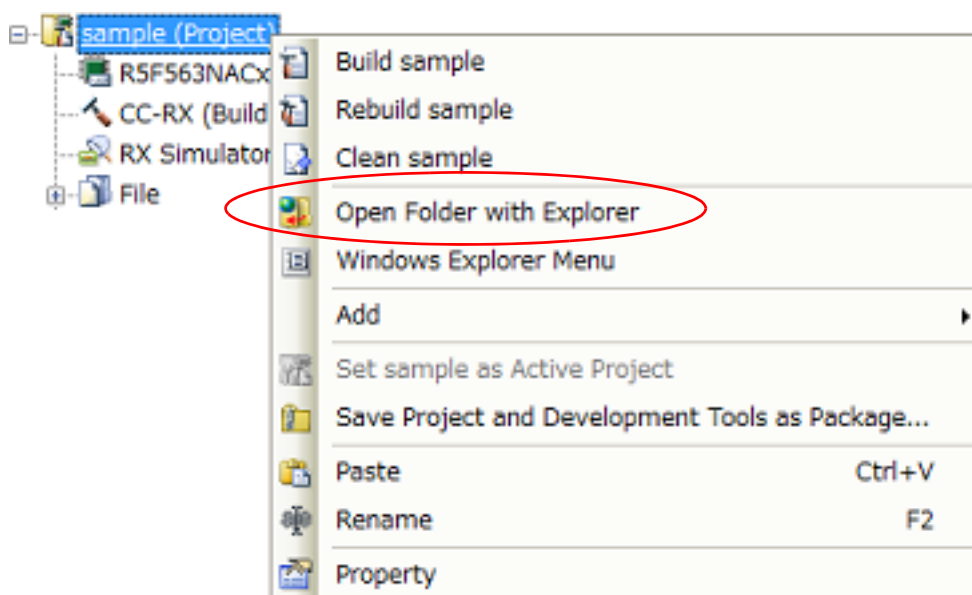 sample (Project)
R5F563NACx
CC-RX (Build
RX Simulator
File
Build sample
Rebuild sample
Clean sample
Open Folder with Explorer
Windows Explorer Menu
Add
Set sample as Active Project
Save Project and Development Tools as Package...
Paste Ctrl+V
Rename F2
Property